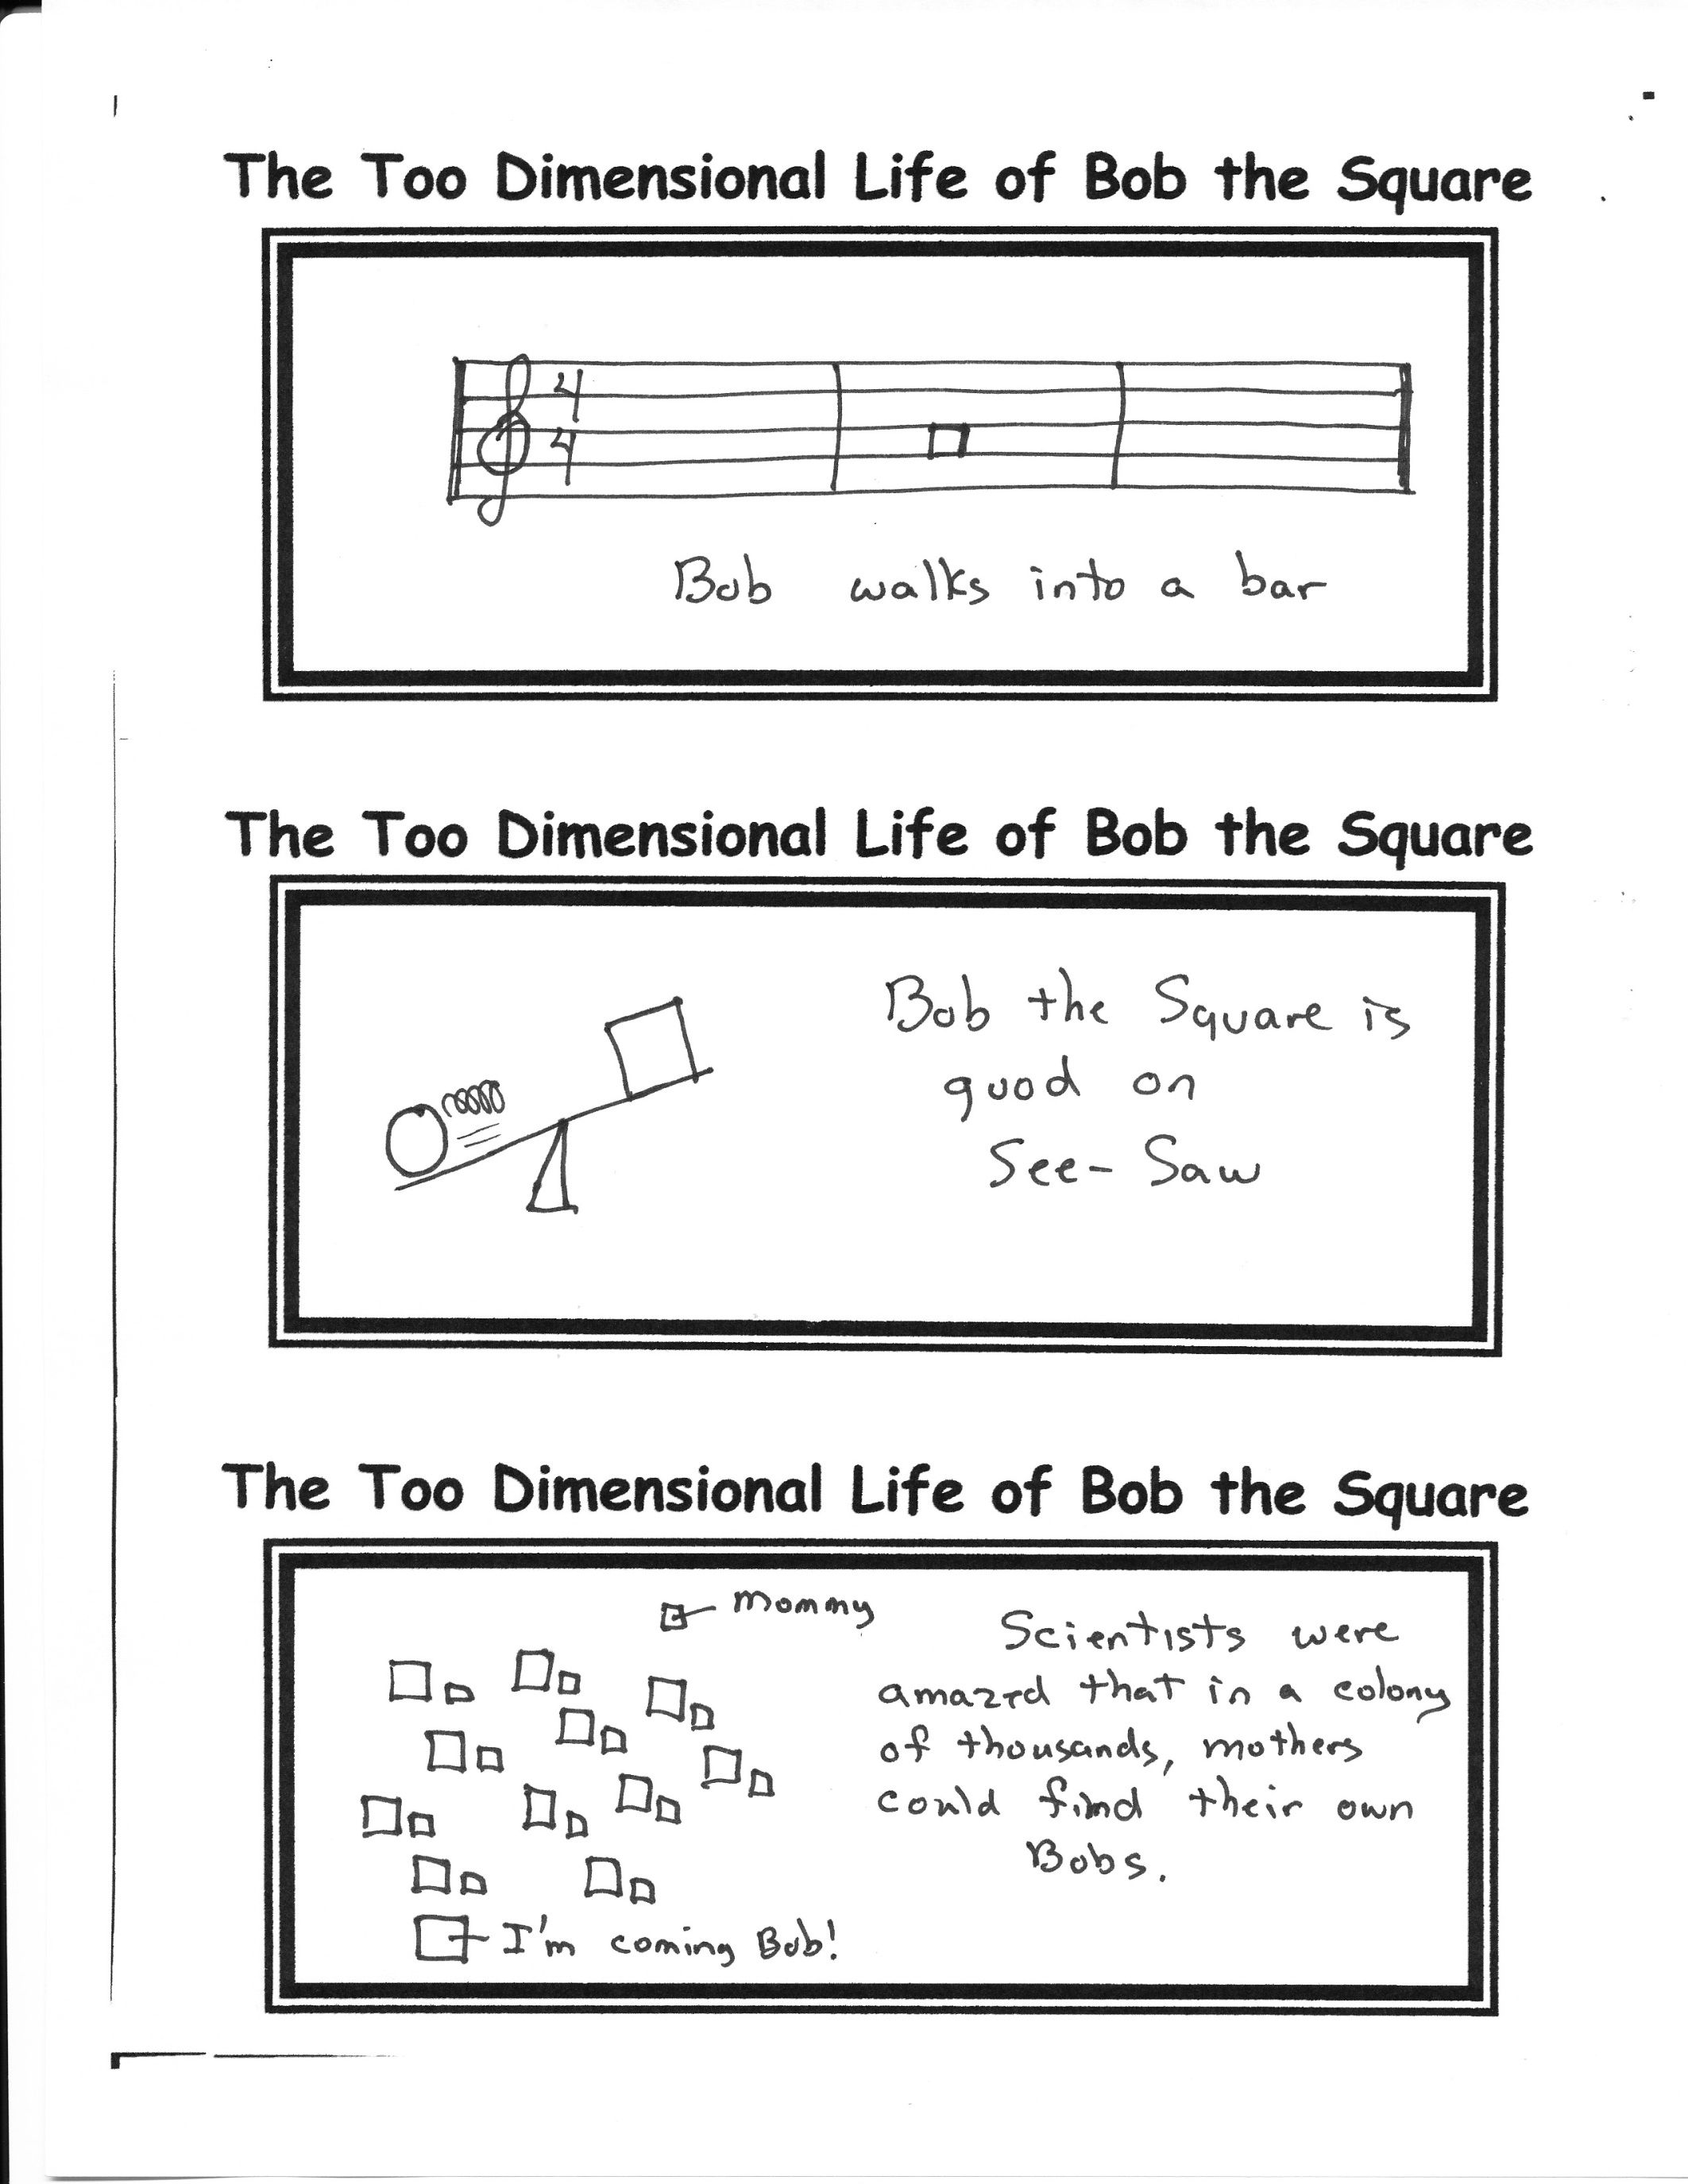 The Too Dimensional Life of Bob the Square
4
4
Bob walks into a bar
The Too Dimensional Life of Bob the Square
Bob the Square is
good on
See-Saw
The Too Dimensional Life of Bob the Square
mommy
Scientists were
amazed that in a colony
of thousands, mothers
could find their own
Bobs.
I'm coming Bob!